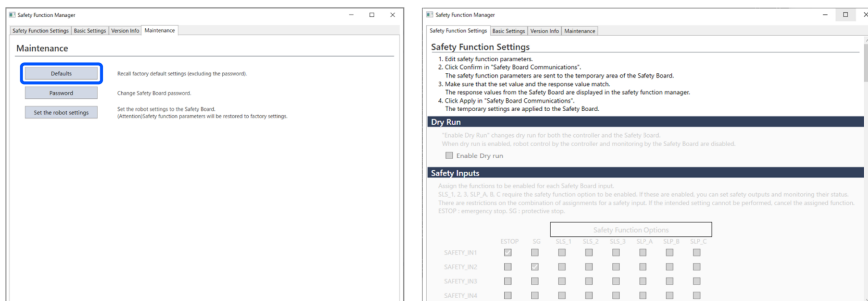 Safety Function Manager
Safety Function Settings Basic Settings Version Info Maintenance
Maintenance
Defaults Recall factory default settings (excluding the password).
Password Change Safety Board password.
Set the robot settings Set the robot settings to the Safety Board.
(Attention)Safety function parameters will be restored to factory settings.
Safety Function Manager
Safety Function Settings Basic Settings Version Info Maintenance
Safety Function Settings
1. Edit safety function parameters.
2. Click Confirm in "Safety Board Communications".
The safety function parameters are sent to the temporary area of the Safety Board.
3. Make sure that the set value and the response value match.
The response values from the Safety Board are displayed in the safety function manager.
4. Click Apply in "Safety Board Communications".
The temporary settings are applied to the Safety Board.
Dry Run
"Enable Dry run" changes dry run for both the controller and the Safety Board.
When dry run is enabled, robot control by the controller and monitoring by the Safety Board are disabled.
Enable Dry run
Safety Inputs
Assign the functions to be enabled for each Safety Board input.
SLS_1, 2, 3, SLP_A, B, C require the safety function option to be enabled. If these are enabled, you can set safety outputs and monitoring their status.
There are restrictions on the combination of assignments for a safety input. If the intended setting cannot be performed, cancel the assigned function.
ESTOP : emergency stop, SG : protective stop.
Safety Function Options
ESTOP SG SLS_1 SLS_2 SLS_3 SLP_A SLP_B SLP_C
SAFETY_IN1
SAFETY_IN2
SAFETY_IN3
SAFETY_IN4